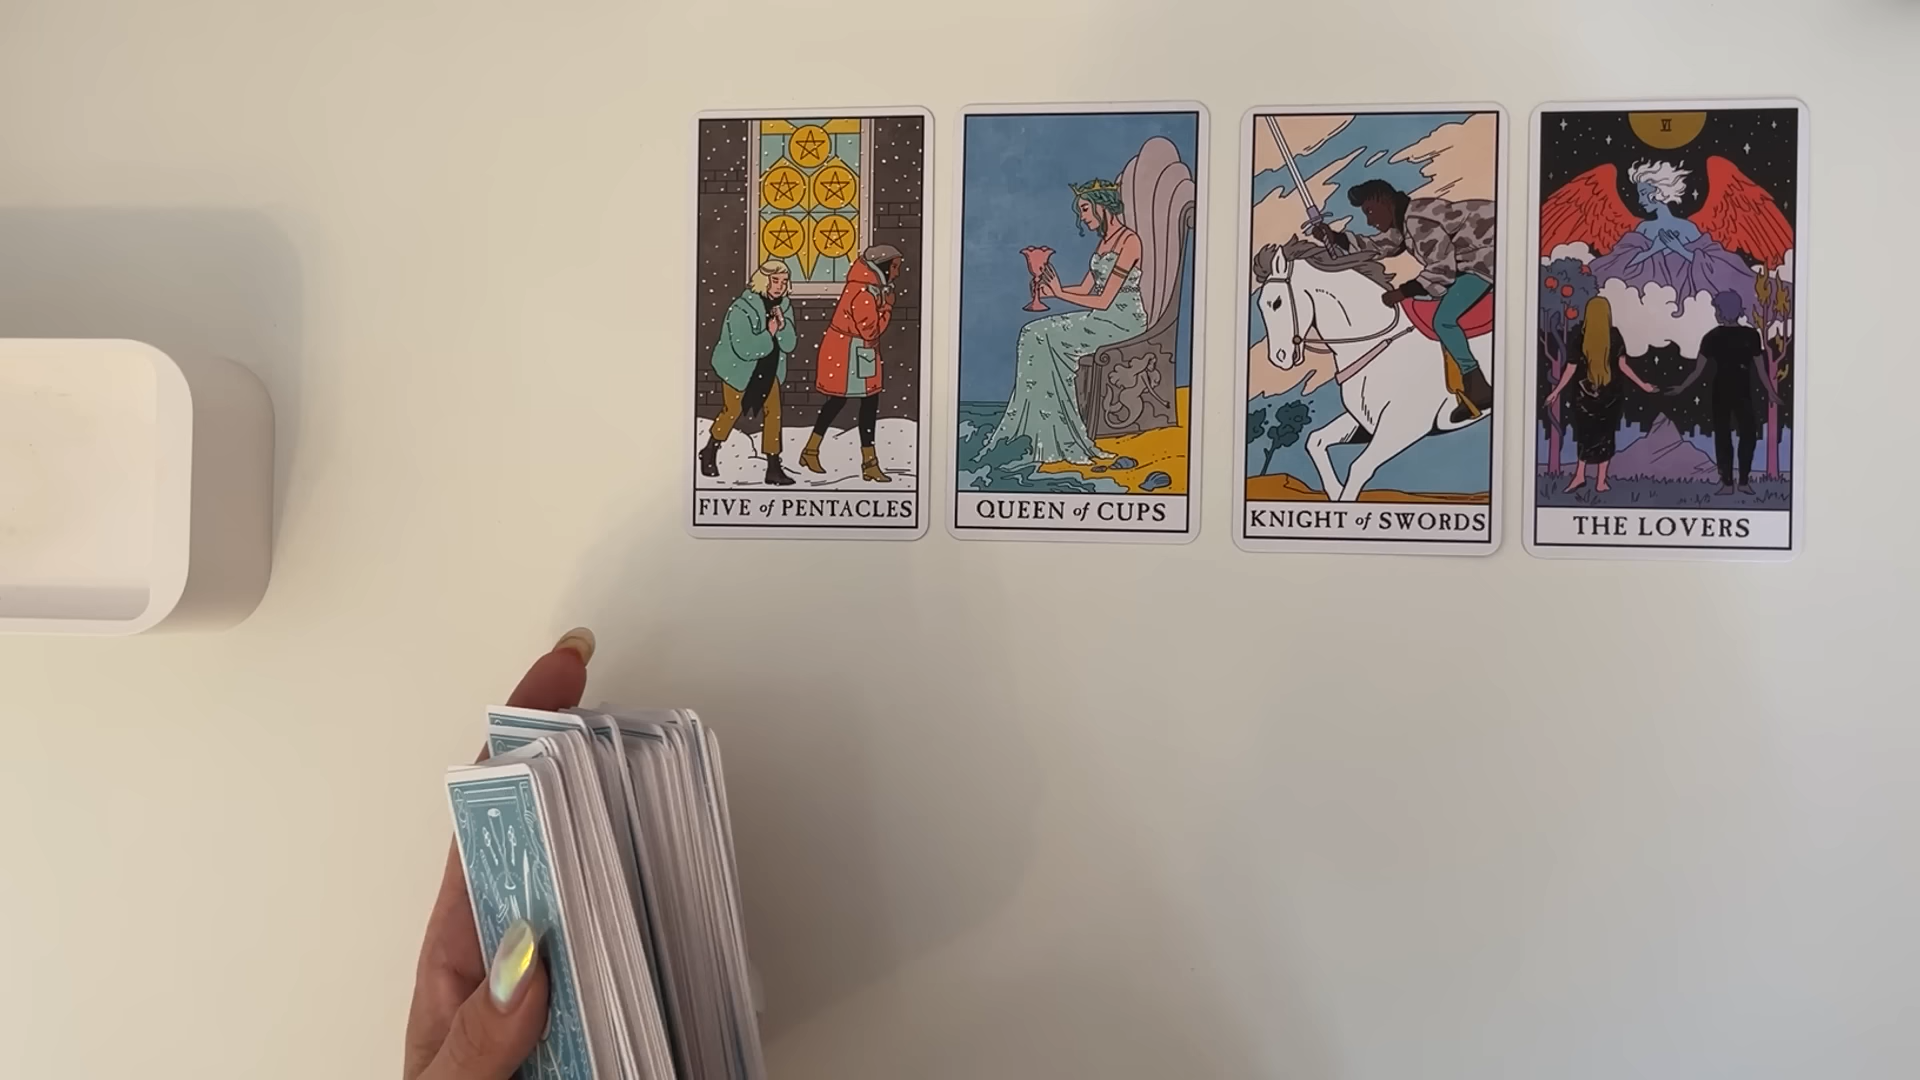 FIVE of PENTACLES
QUEEN of CUPS
KNIGHT of SWORDS
VI
THE LOVERS